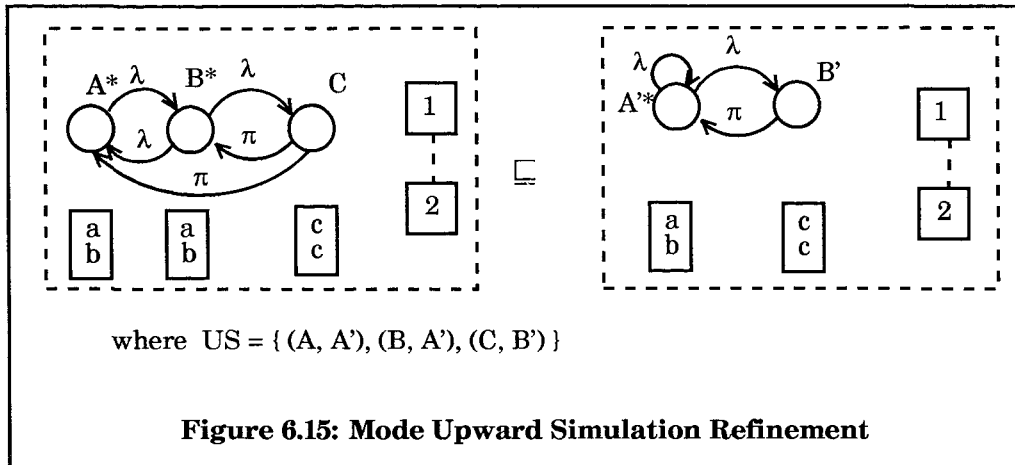 A* λ B* λ C
λ π
π
1
2
a a c
b b c
⊑
λ B'
λ
A'* π
1
2
a c
b c
where US = { (A, A'), (B, A'), (C, B') }
Figure 6.15: Mode Upward Simulation Refinement